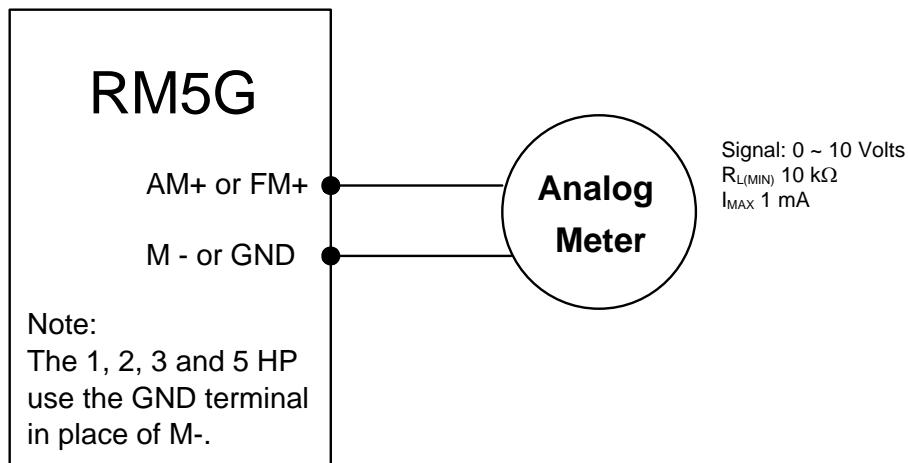 RM5G
AM+ or FM+
M - or GND
Note:
The 1, 2, 3 and 5 HP
use the GND terminal
in place of M-.
Analog
Meter
Signal: 0 ~ 10 Volts
RL(MIN) 10 kΩ
IMAX 1 mA